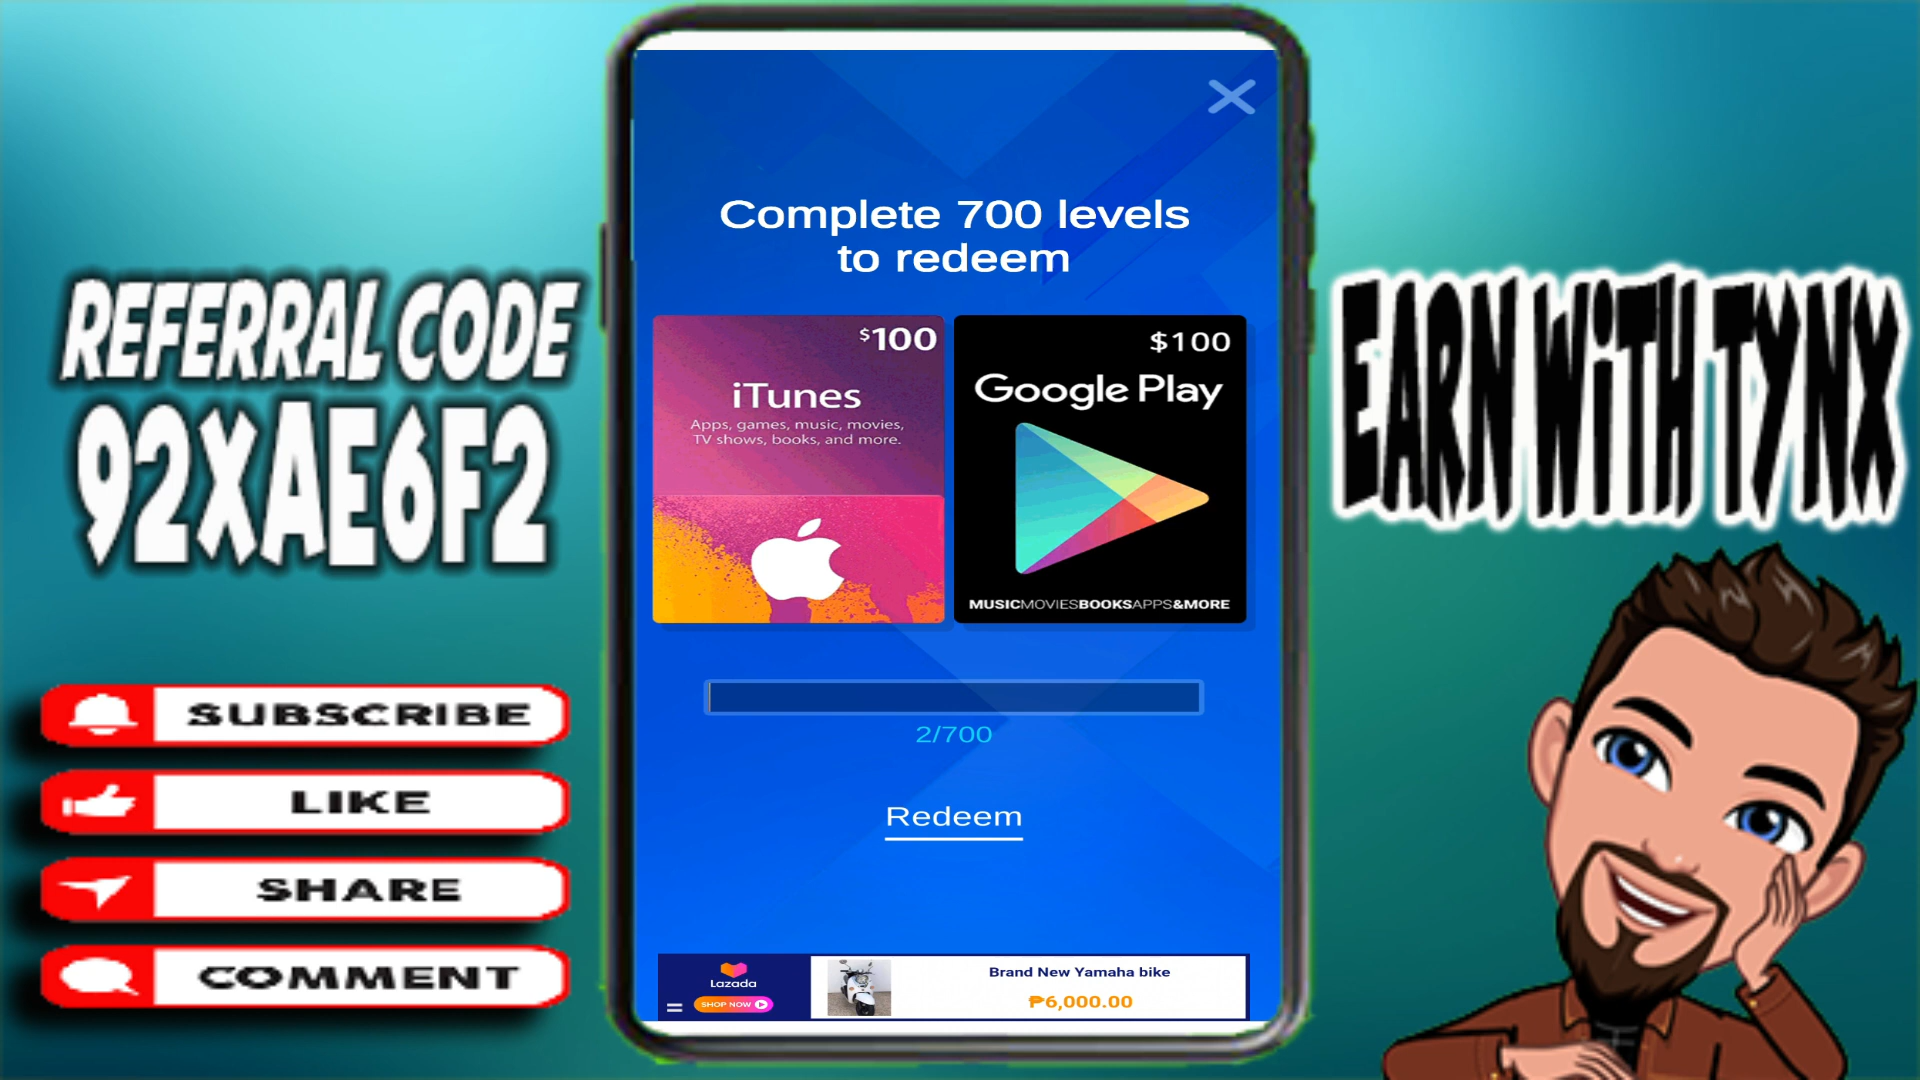 REFERRAL CODE
92XAE6F2
SUBSCRIBE
LIKE
SHARE
COMMENT
Complete 700 levels
to redeem
$100
iTunes
Apps, games, music, movies,
TV shows, books, and more.
$100
Google Play
MUSICMOVIESBOOKSAPPS&MORE
2/700
Redeem
Lazada
SHOP NOW
Brand New Yamaha bike
₱6,000.00
EARN WiTH TYNX